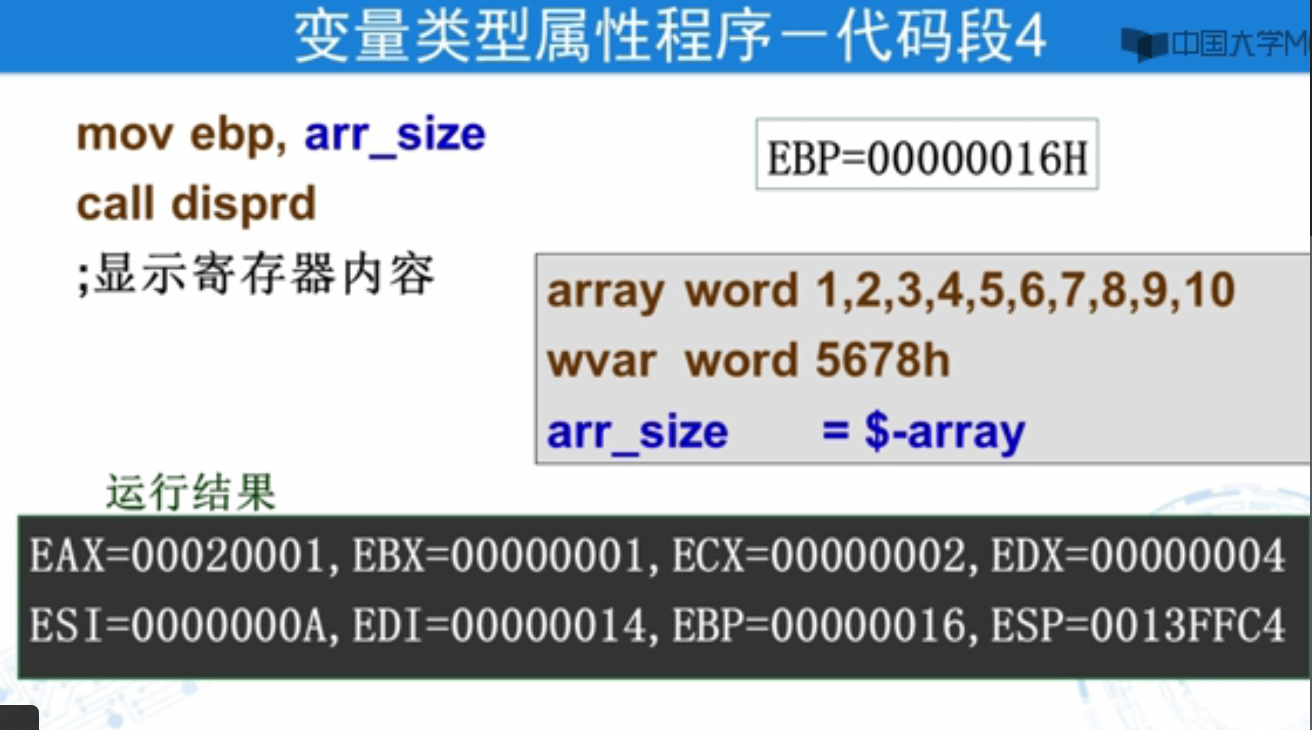 变量类型属性程序－代码段4
中国大学M
mov ebp, arr_size
EBP=00000016H
call disprd
;显示寄存器内容
array word 1,2,3,4,5,6,7,8,9,10
wvar word 5678h
arr_size = $-array
运行结果
EAX=00020001, EBX=00000001, ECX=00000002, EDX=00000004
ESI=0000000A, EDI=00000014, EBP=00000016, ESP=0013FFC4